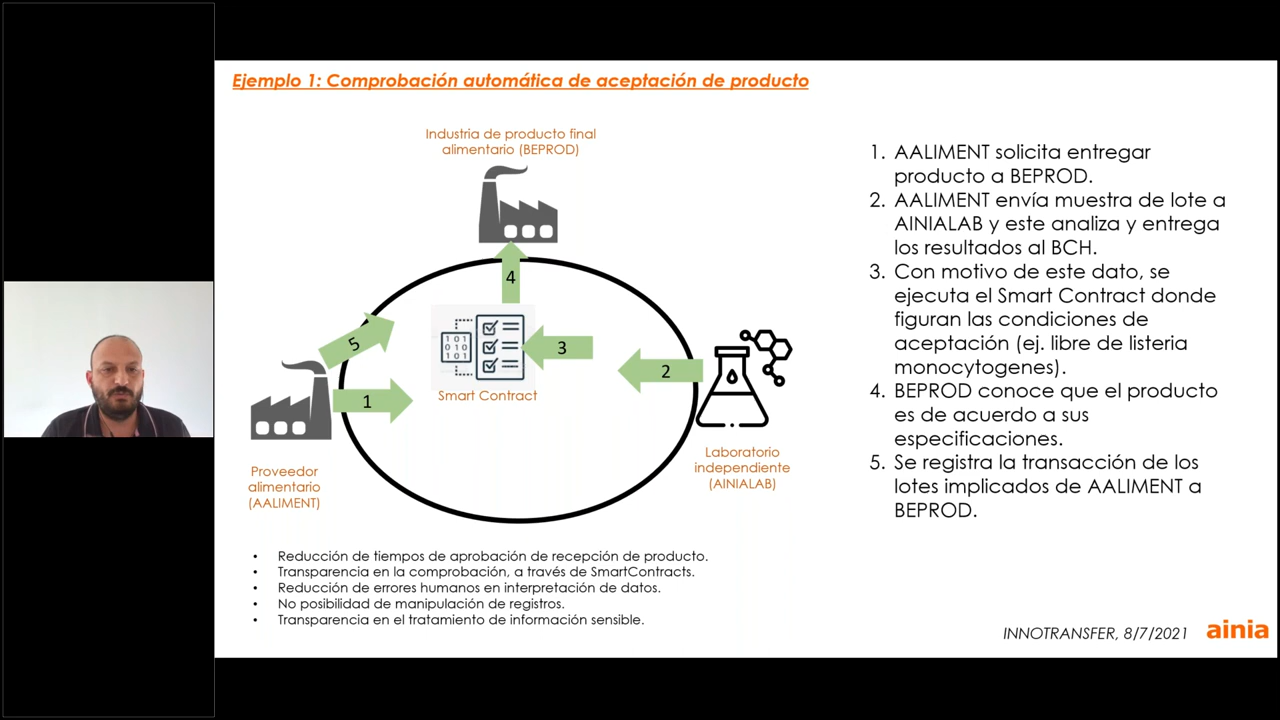 Ejemplo 1: Comprobación automática de aceptación de producto
Industria de producto final
alimentario (BEPROD)
4
5
3
2
1
101
010
101
Smart Contract
Proveedor
alimentario
(AALIMENT)
Laboratorio
independiente
(AINIALAB)
1. AALIMENT solicita entregar
producto a BEPROD.
2. AALIMENT envía muestra de lote a
AINIALAB y este analiza y entrega
los resultados al BCH.
3. Con motivo de este dato, se
ejecuta el Smart Contract donde
figuran las condiciones de
aceptación (ej. libre de listeria
monocytogenes).
4. BEPROD conoce que el producto
es de acuerdo a sus
especificaciones.
5. Se registra la transacción de los
lotes implicados de AALIMENT a
BEPROD.
• Reducción de tiempos de aprobación de recepción de producto.
• Transparencia en la comprobación, a través de SmartContracts.
• Reducción de errores humanos en interpretación de datos.
• No posibilidad de manipulación de registros.
• Transparencia en el tratamiento de información sensible.
INNOTRANSFER, 8/7/2021
ainia